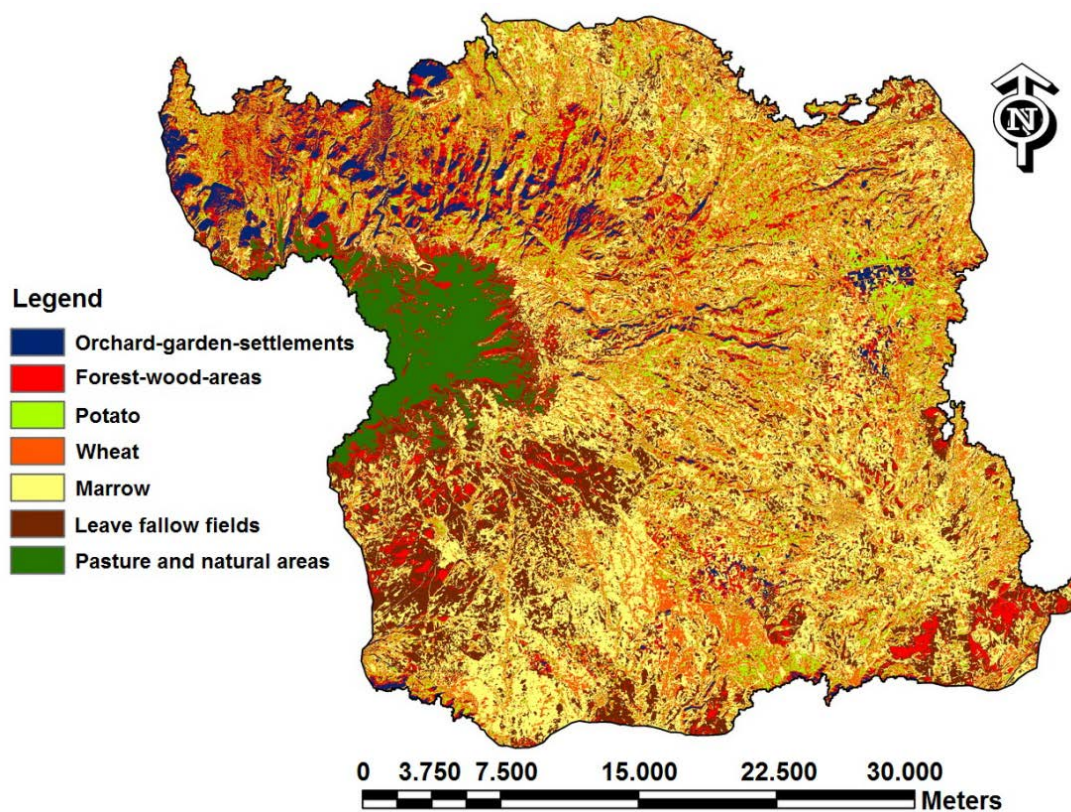 N
Legend
Orchard-garden-settlements
Forest-wood-areas
Potato
Wheat
Marrow
Leave fallow fields
Pasture and natural areas
0 3.750 7.500 15.000 22.500 30.000
Meters